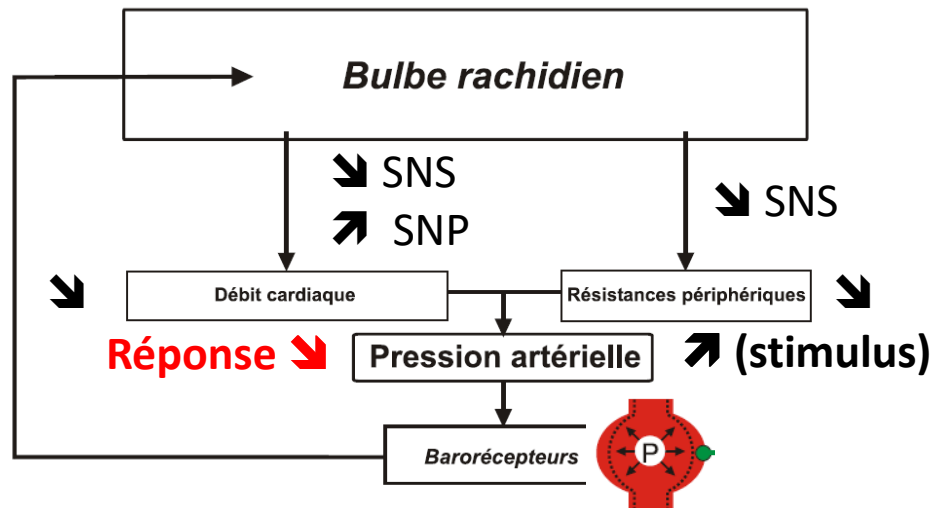 Bulbe rachidien
↘ SNS
↗ SNP
↘ SNS
↘ Débit cardiaque
Résistances périphériques ↘
Réponse ↘
Pression artérielle
↗ (stimulus)
Barorécepteurs
P